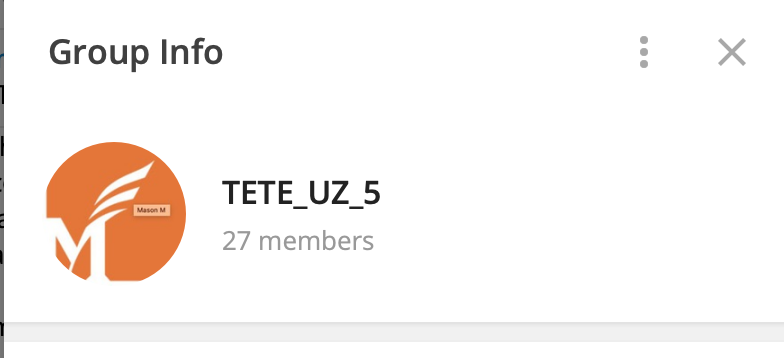 Group Info
Mason M
M
TETE_UZ_5
27 members